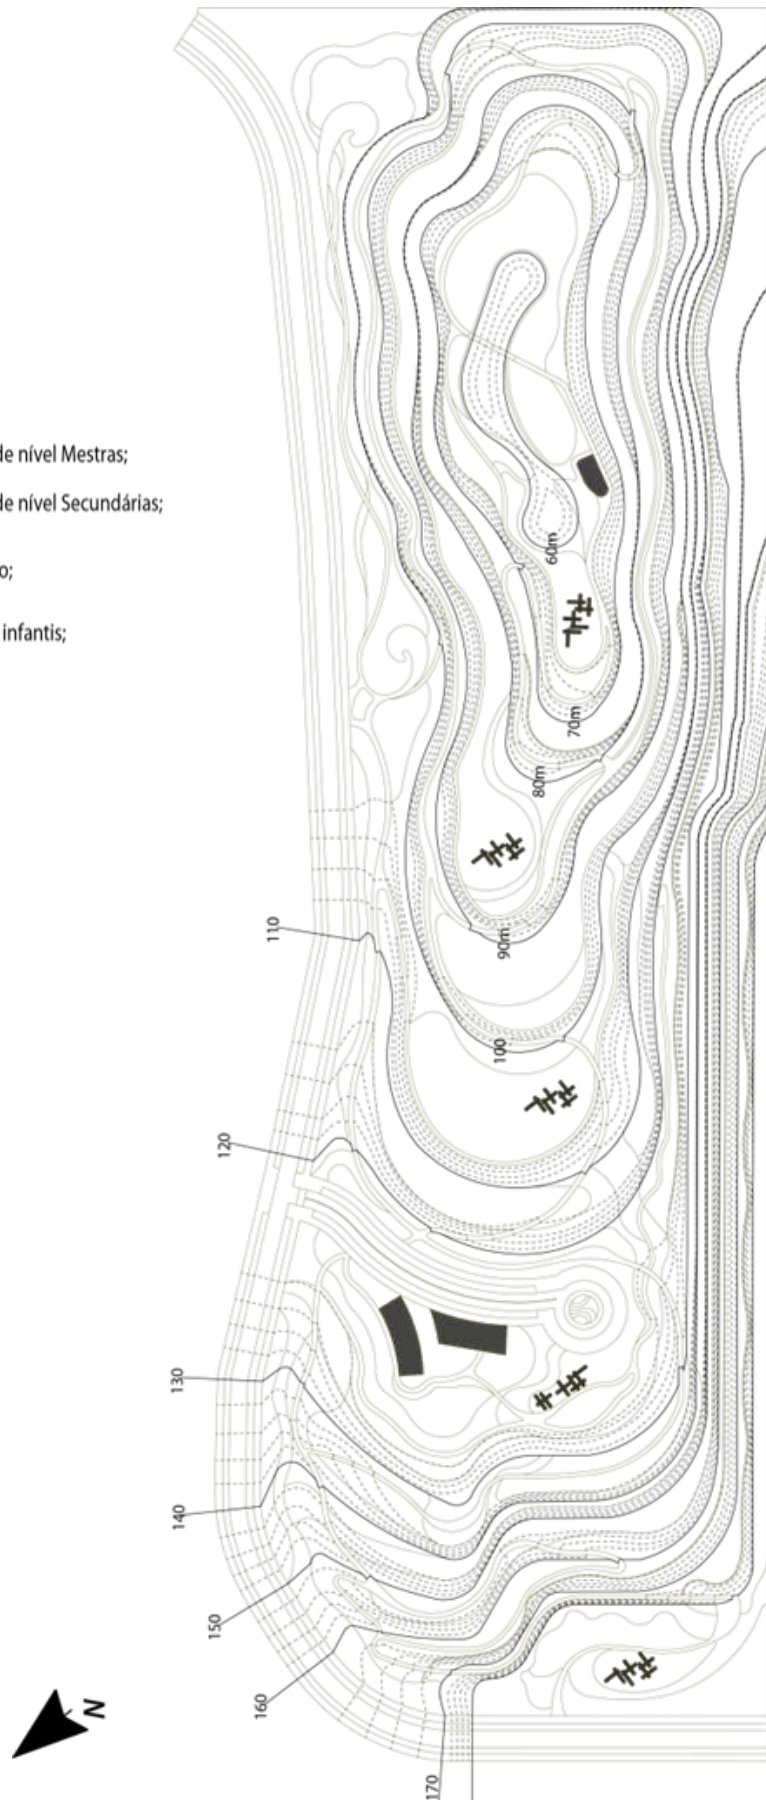 de nível Mestras;
de nível Secundárias;
o;
infantis;
60m
70m
80m
90m
110
100
120
130
140
150
160
170
N